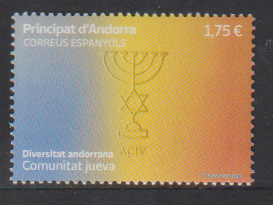 Principat d'Andorra
1,75 €
CORREUS ESPANYOLS
Diversitat andorrana
Comunitat jueva